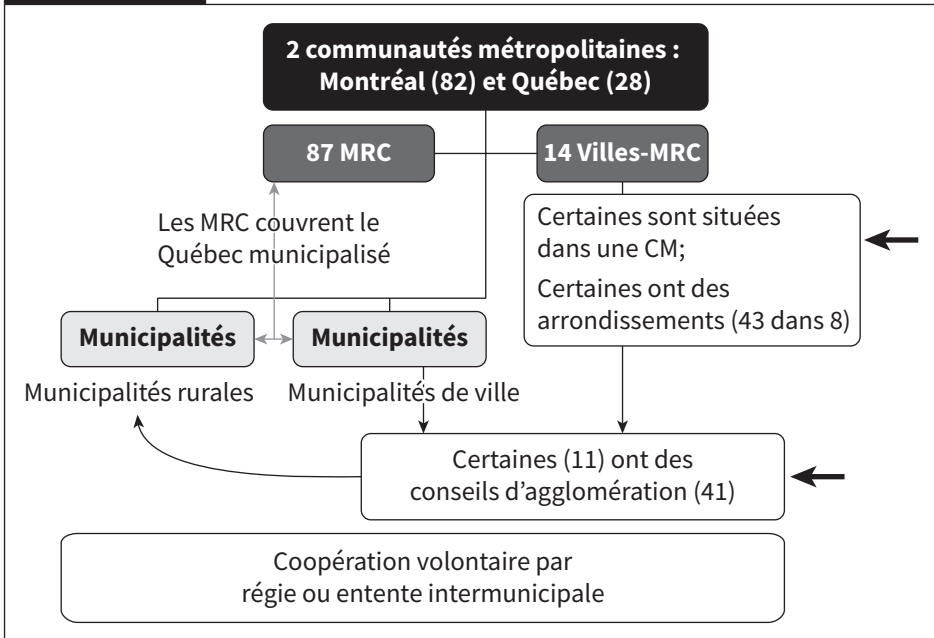 2 communautés métropolitaines :
Montréal (82) et Québec (28)
87 MRC
14 Villes-MRC
Les MRC couvrent le
Québec municipalisé
Certaines sont situées
dans une CM;
Certaines ont des
arrondissements (43 dans 8)
Municipalités
Municipalités
Municipalités rurales
Municipalités de ville
Certaines (11) ont des
conseils d’agglomération (41)
Coopération volontaire par
régie ou entente intermunicipale